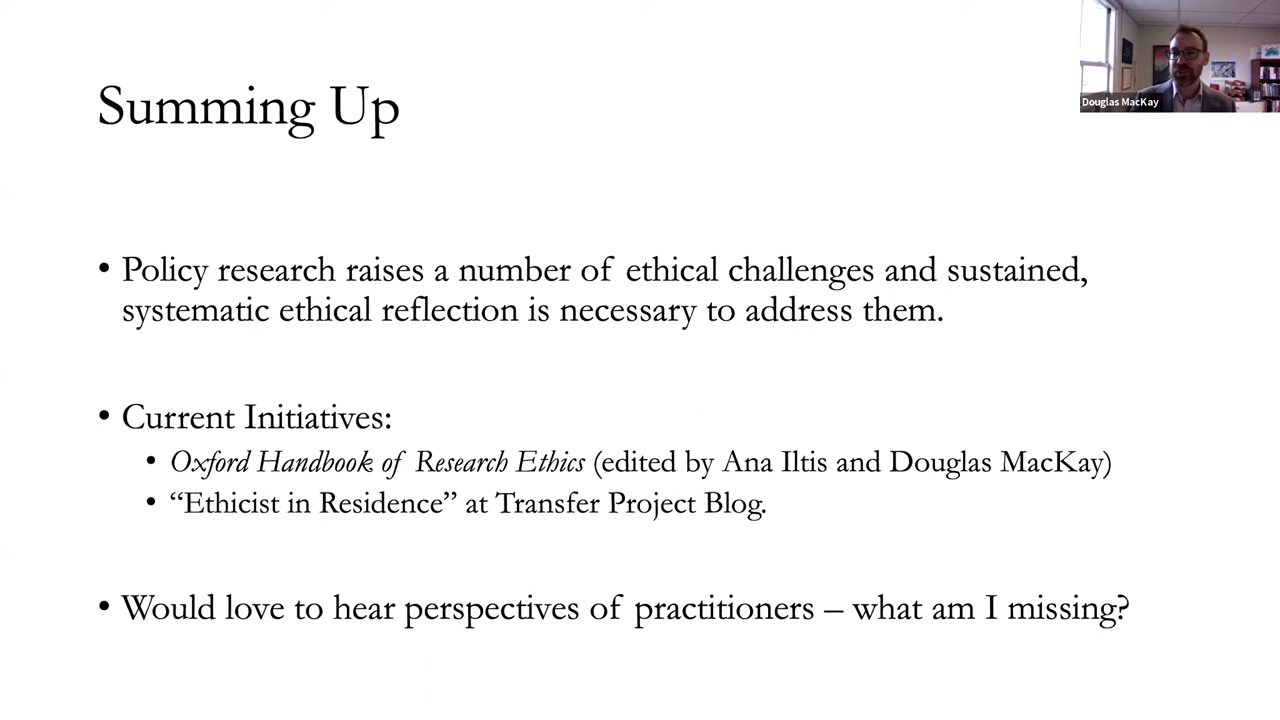 Douglas MacKay
Summing Up
• Policy research raises a number of ethical challenges and sustained,
systematic ethical reflection is necessary to address them.
• Current Initiatives:
• Oxford Handbook of Research Ethics (edited by Ana Iltis and Douglas MacKay)
• “Ethicist in Residence” at Transfer Project Blog.
• Would love to hear perspectives of practitioners – what am I missing?